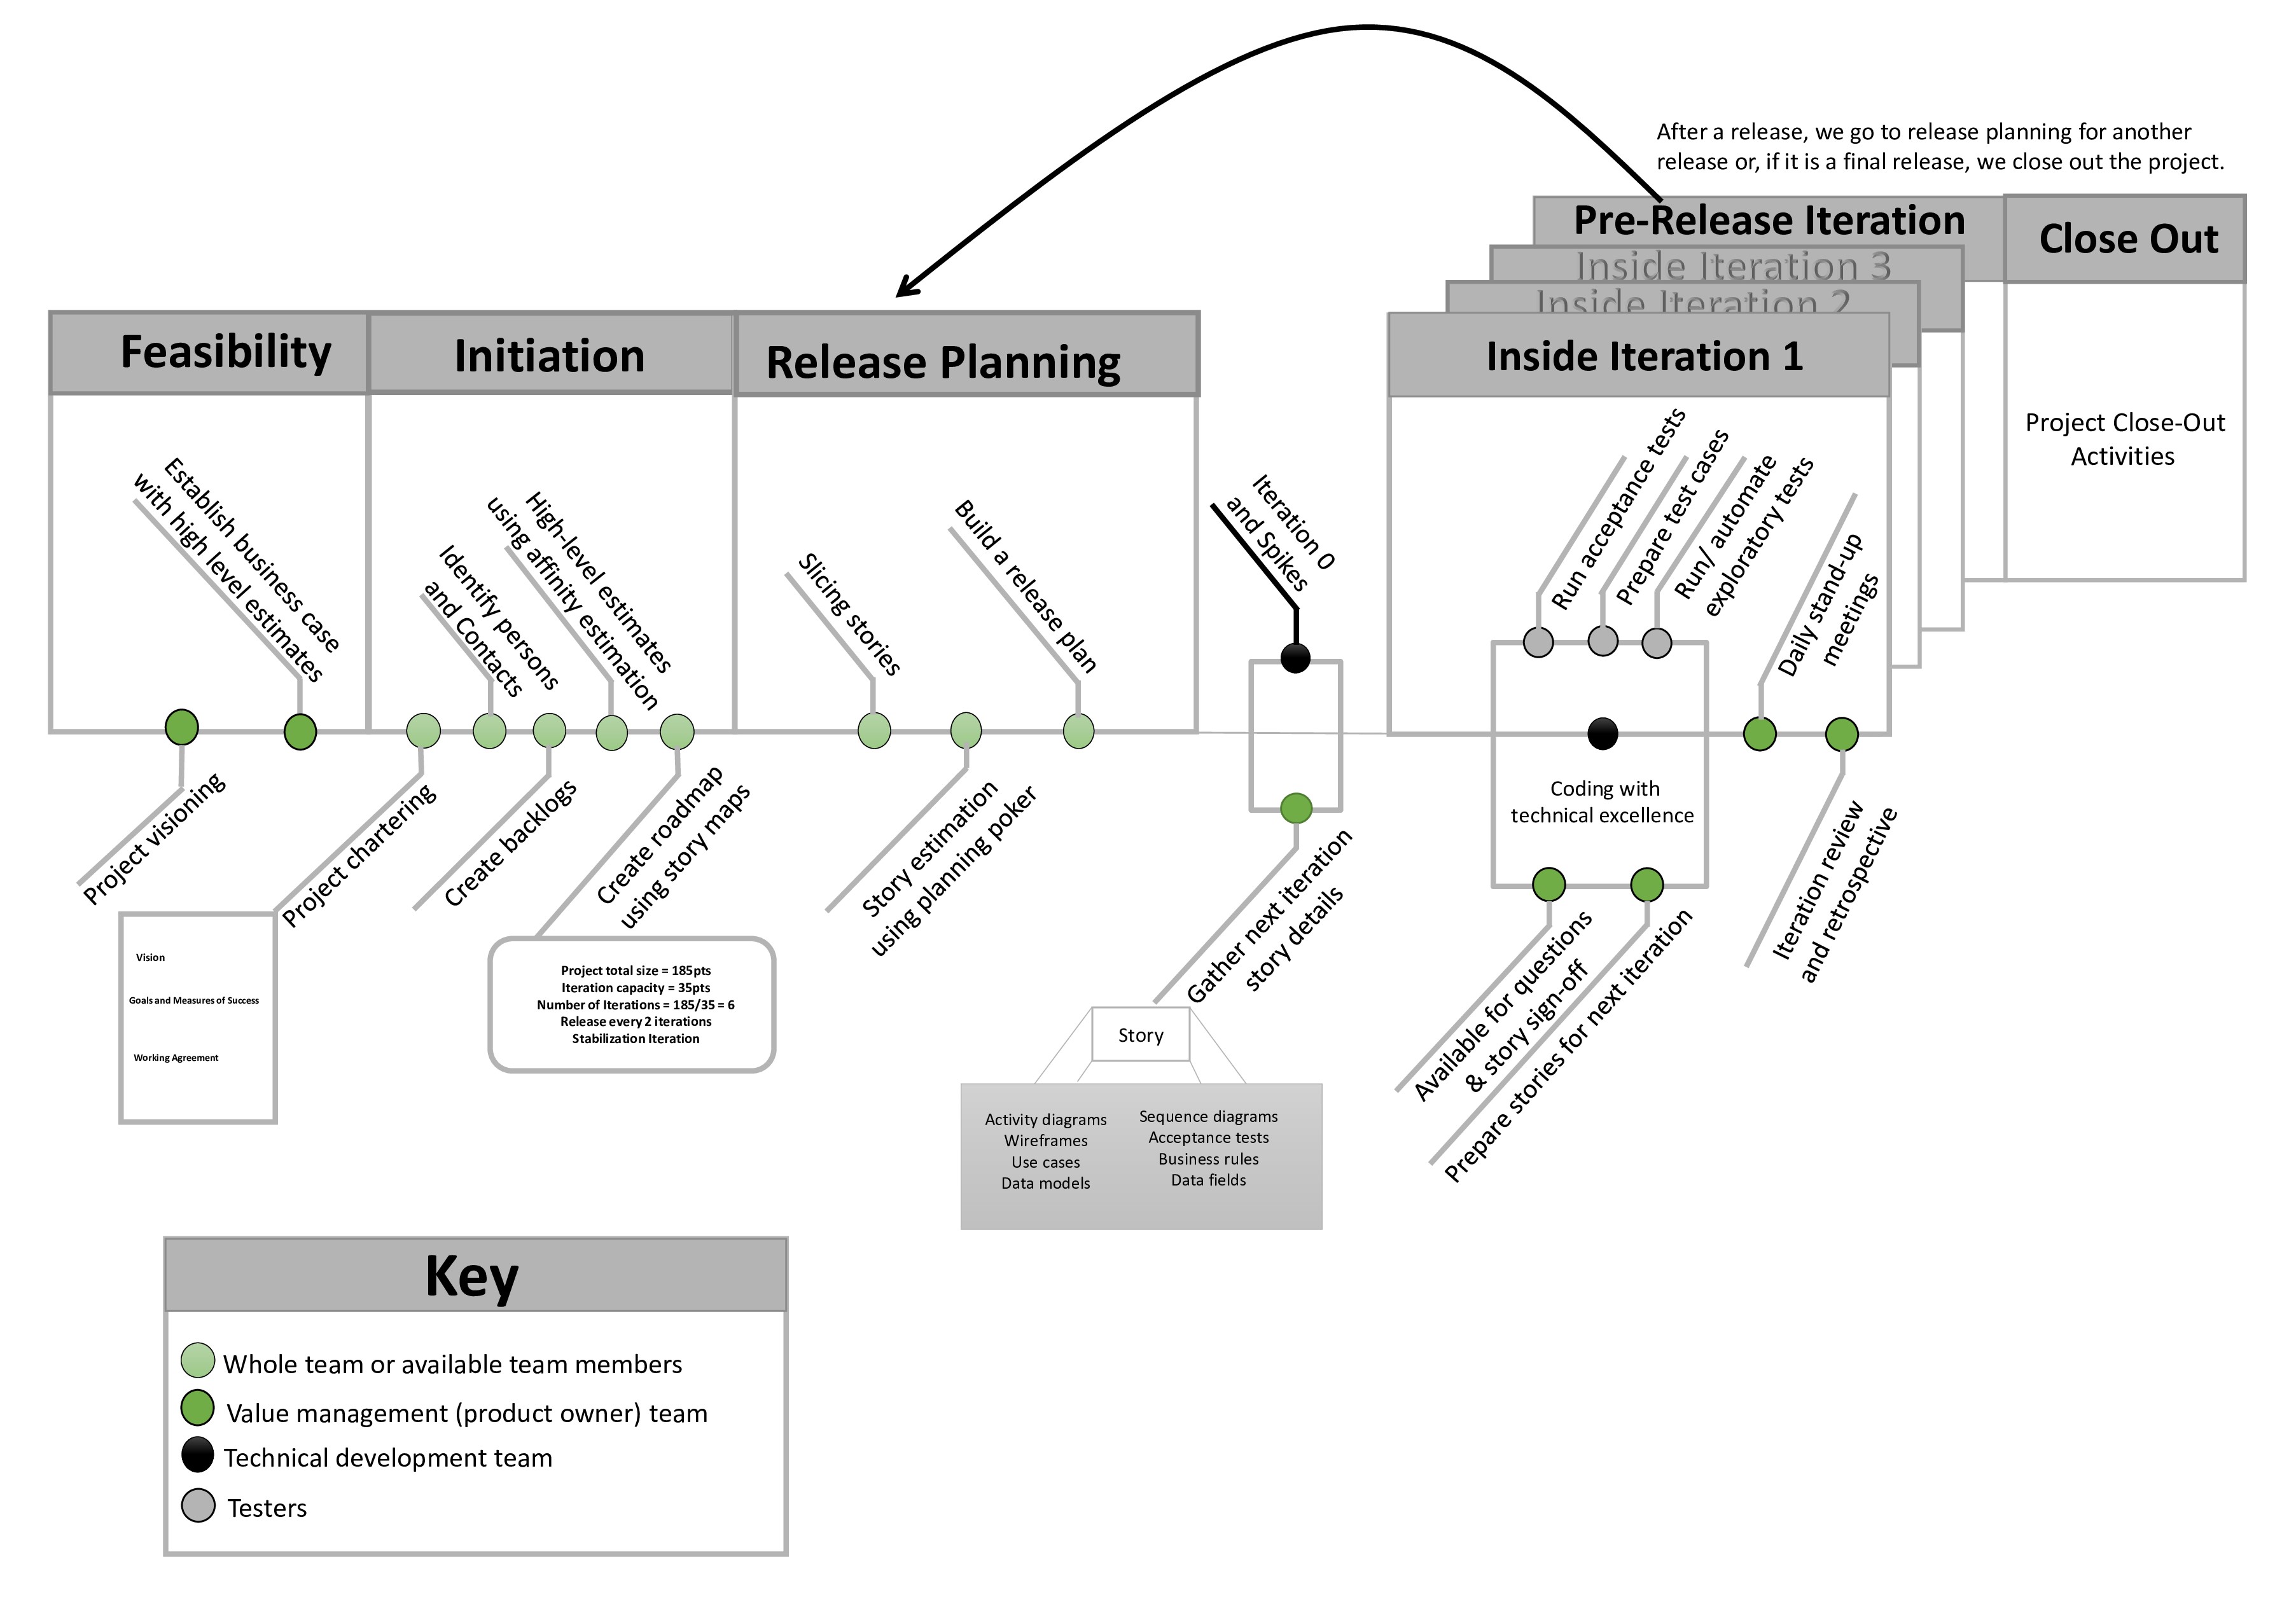 After a release, we go to release planning for another
release or, if it is a final release, we close out the project.
Pre-Release Iteration
Close Out
Inside Iteration 3
Inside Iteration 2
Feasibility
Initiation
Release Planning
Inside Iteration 1
Project Close-Out
Activities
Establish business case
with high level estimates
Identify persons
and Contacts
High-level estimates
using affinity estimation
Slicing stories
Build a release plan
Iteration 0
and Spikes
Run acceptance tests
Prepare test cases
Run/ automate
exploratory tests
Daily stand-up
meetings
Coding with
technical excellence
Project visioning
Project chartering
Create backlogs
Create roadmap
using story maps
Story estimation
using planning poker
Gather next iteration
story details
Available for questions
& story sign-off
Prepare stories for next iteration
Iteration review
and retrospective
Vision
Goals and Measures of Success
Working Agreement
Project total size = 185pts
Iteration capacity = 35pts
Number of Iterations = 185/35 = 6
Release every 2 iterations
Stabilization Iteration
Story
Activity diagrams
Wireframes
Use cases
Data models
Sequence diagrams
Acceptance tests
Business rules
Data fields
Key
Whole team or available team members
Value management (product owner) team
Technical development team
Testers